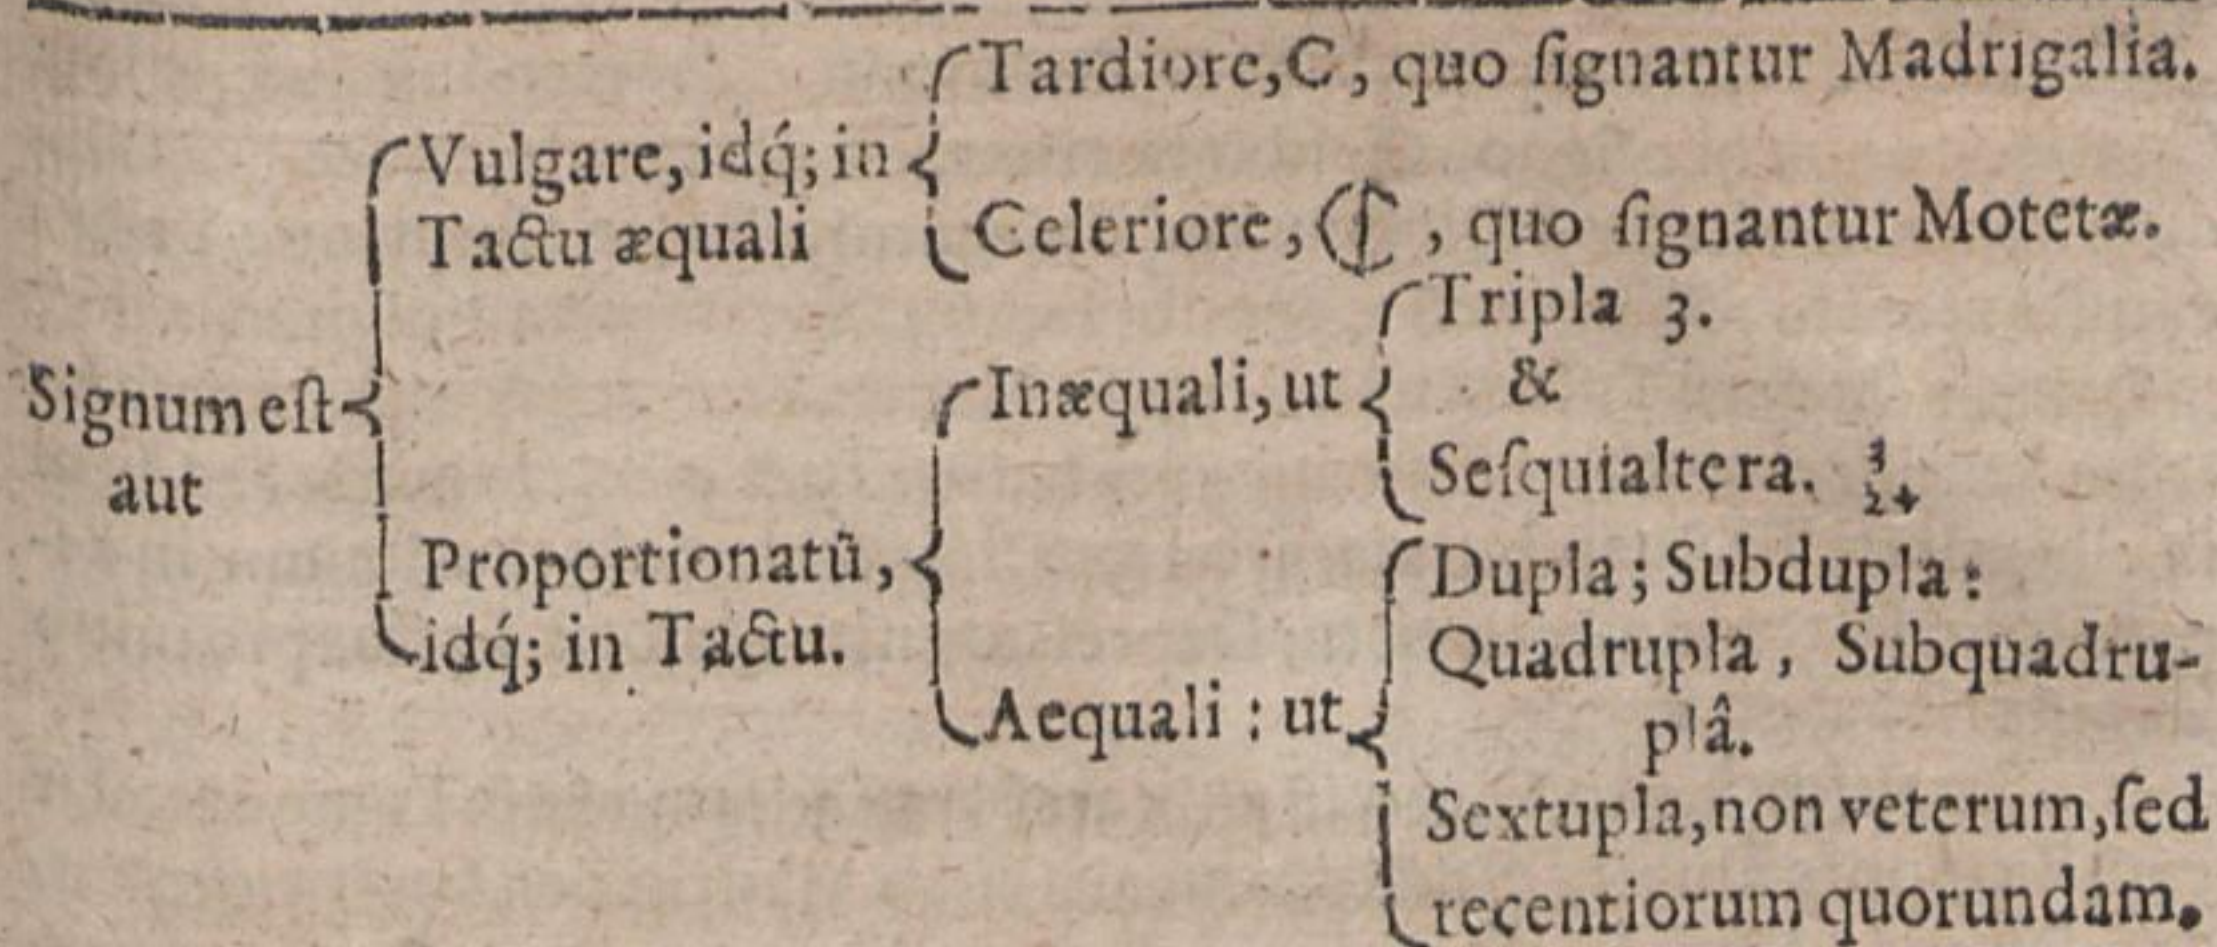 Tardiore, C, quo ſignantur Madrigalia.
Vulgare, idq́; in
Tactu æquali
Celeriore, 𝄵, quo ſignantur Motetæ.
Signum eſt
aut
Tripla 3.
Inæquali, ut
&
Seſquialtera. 3/2.
Proportionatū,
idq́; in Tactu.
Dupla; Subdupla:
Quadrupla, Subquadru-
plâ.
Aequali : ut
Sextupla, non veterum, ſed
recentiorum quorundam.